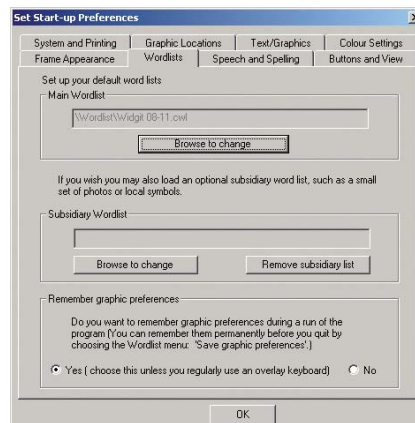 Set Start-up Preferences
System and Printing Graphic Locations Text/Graphics Colour Settings
Frame Appearance Wordlists Speech and Spelling Buttons and View
Set up your default word lists
Main Wordlist
\Wordlist\Widgit 08-11.cwl
Browse to change
If you wish you may also load an optional subsidiary word list, such as a small
set of photos or local symbols.
Subsidiary Wordlist
Browse to change Remove subsidiary list
Remember graphic preferences
Do you want to remember graphic preferences during a run of the
program (You can remember them permanently before you quit by
choosing the Wordlist menu: 'Save graphic preferences'.)
Yes ( choose this unless you regularly use an overlay keyboard) No
OK